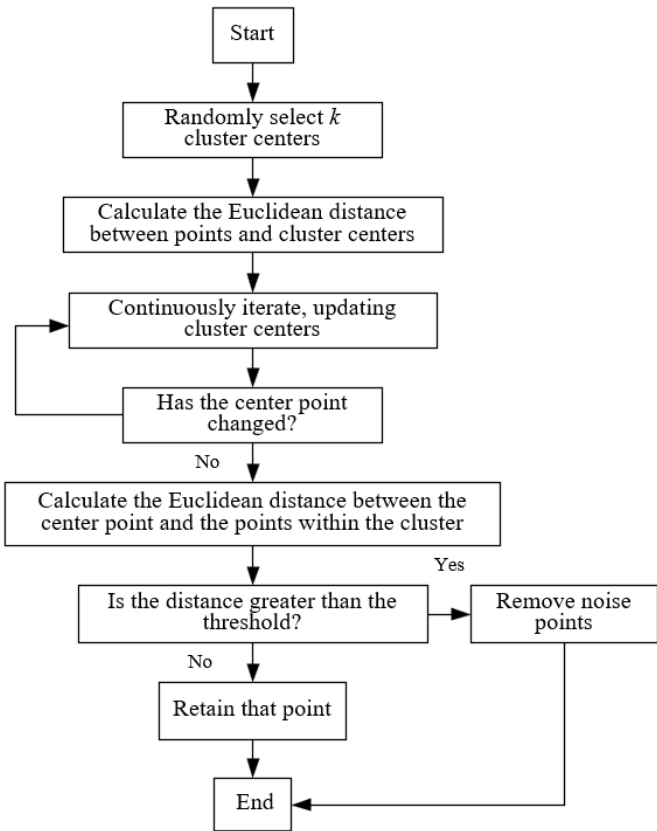 Start
Randomly select k
cluster centers
Calculate the Euclidean distance
between points and cluster centers
Continuously iterate, updating
cluster centers
Has the center point
changed?
No
Calculate the Euclidean distance between the
center point and the points within the cluster
Yes
Is the distance greater than the
threshold?
Remove noise
points
No
Retain that point
End